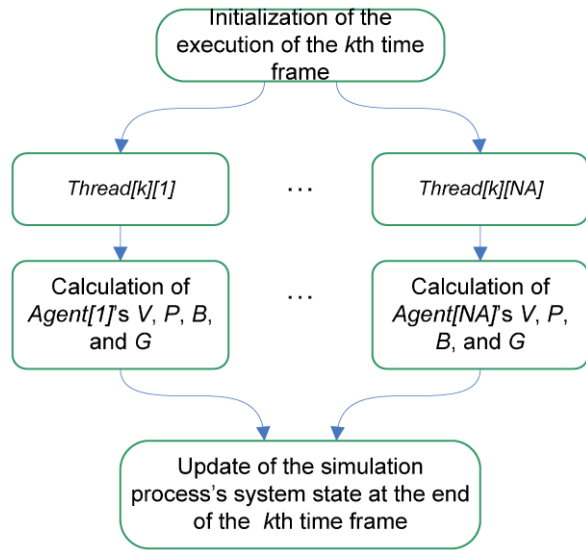 Initialization of the
execution of the kth time
frame
Thread[k][1]
...
Thread[k][NA]
Calculation of
Agent[1]'s V, P, B,
and G
...
Calculation of
Agent[NA]'s V, P,
B, and G
Update of the simulation
process's system state at the end
of the kth time frame